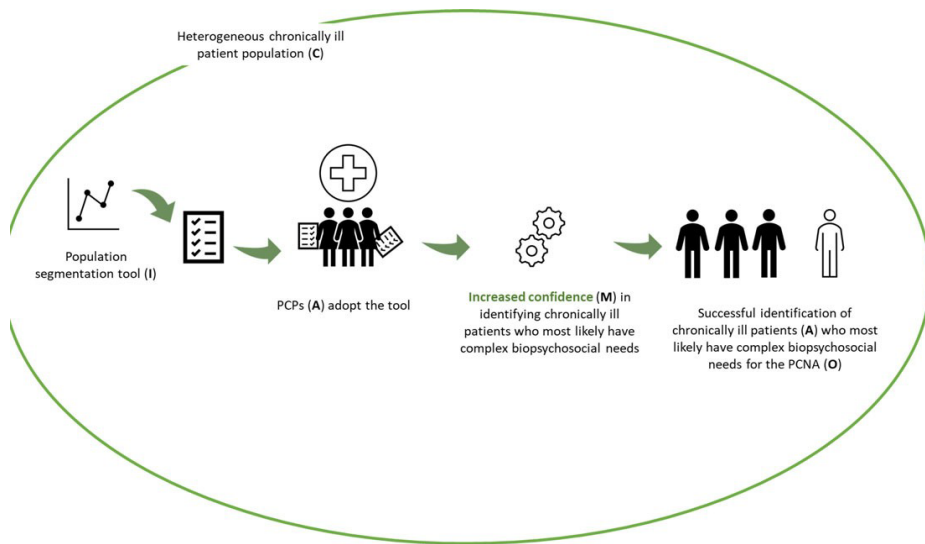 Heterogeneous chronically ill
patient population (C)
Population
segmentation tool (I)
PCPs (A) adopt the tool
Increased confidence (M) in
identifying chronically ill
patients who most likely have
complex biopsychosocial needs
Successful identification of
chronically ill patients (A) who most
likely have complex biopsychosocial
needs for the PCNA (O)